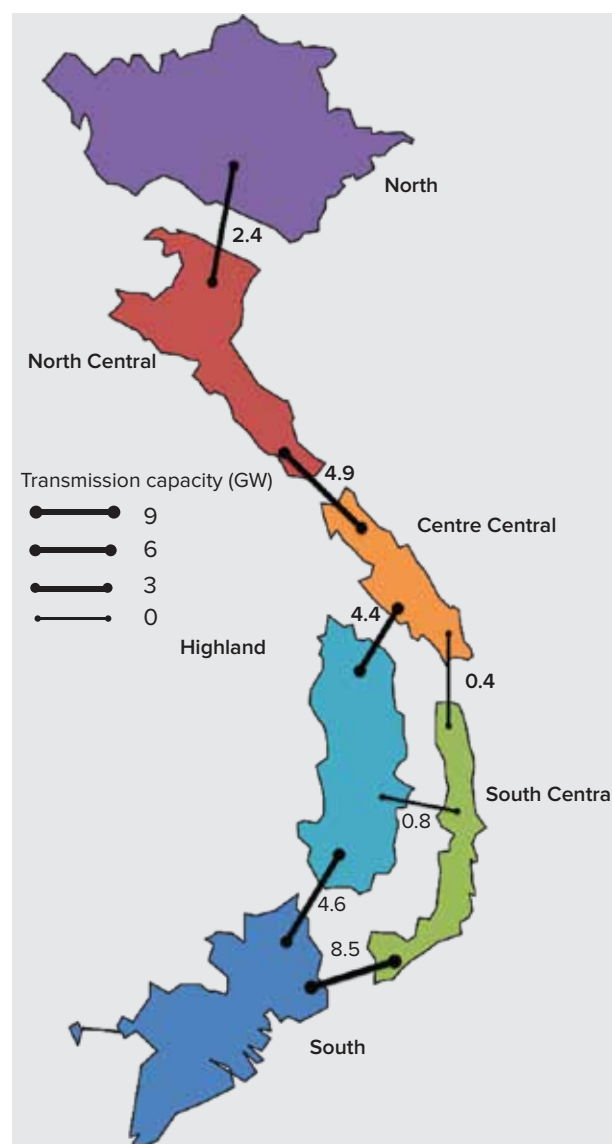 North
2.4
North Central
4.9
Transmission capacity (GW)
9
6
3
0
Centre Central
4.4
Highland
0.4
South Centra
0.8
4.6
8.5
South